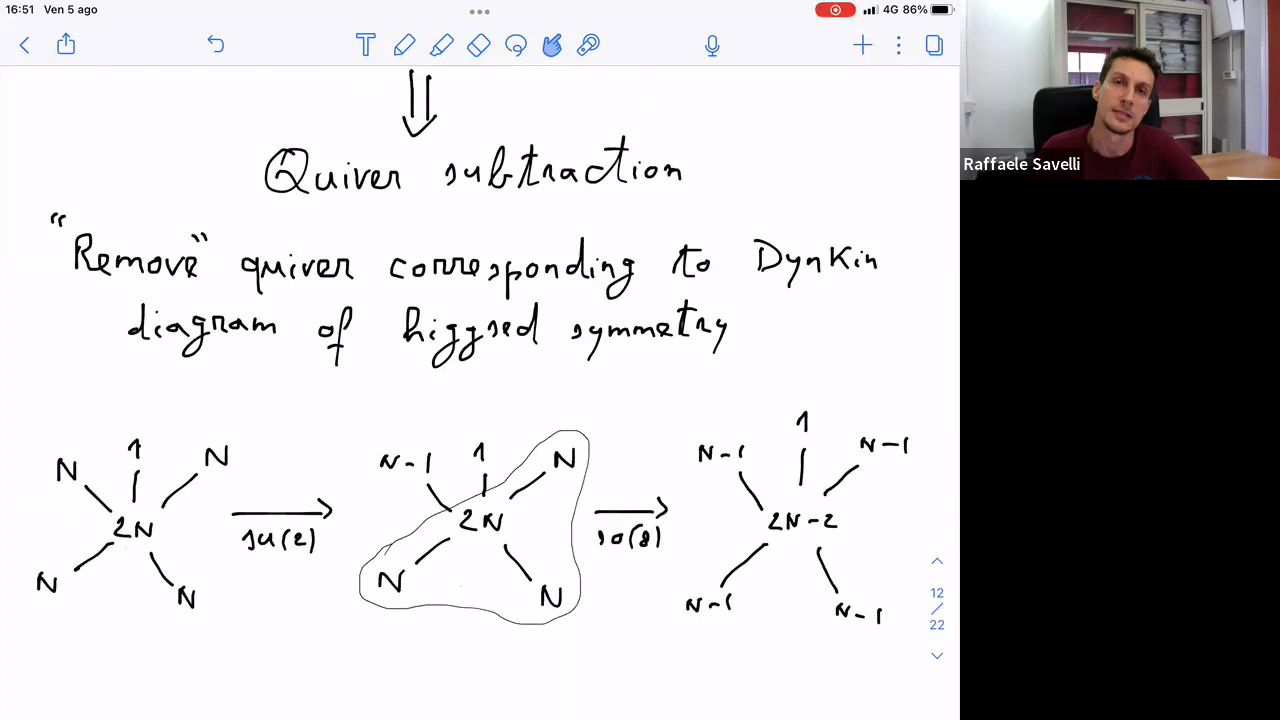 16:51 Ven 5 ago
4G 86%
Raffaele Savelli
Quiver subtraction
"Remove" quiver corresponding to Dynkin
diagram of higgsed symmetry
N 1 N
2N
N N
su(2)
N-1 1 N
2N
N N
so(8)
N-1 1 N-1
2N-2
N-1 N-1
12
/
22